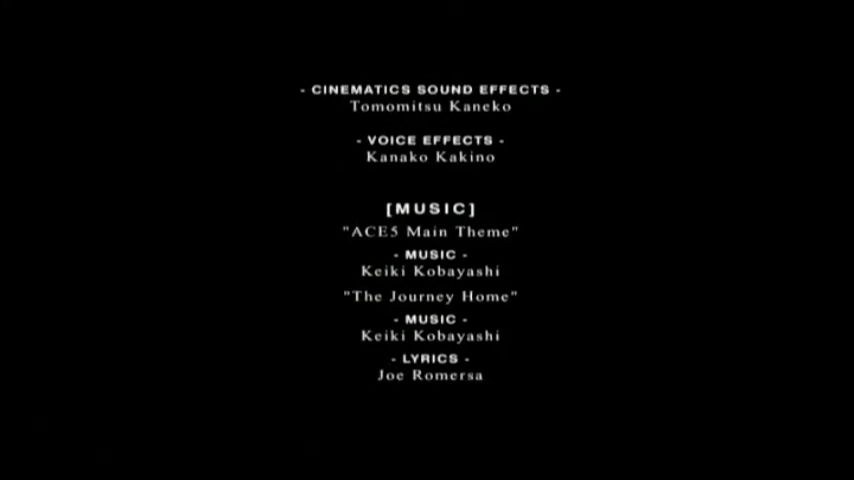 - CINEMATICS SOUND EFFECTS -
Tomomitsu Kaneko
- VOICE EFFECTS -
Kanako Kakino
[MUSIC]
"ACE5 Main Theme"
- MUSIC -
Keiki Kobayashi
"The Journey Home"
- MUSIC -
Keiki Kobayashi
- LYRICS -
Joe Romersa